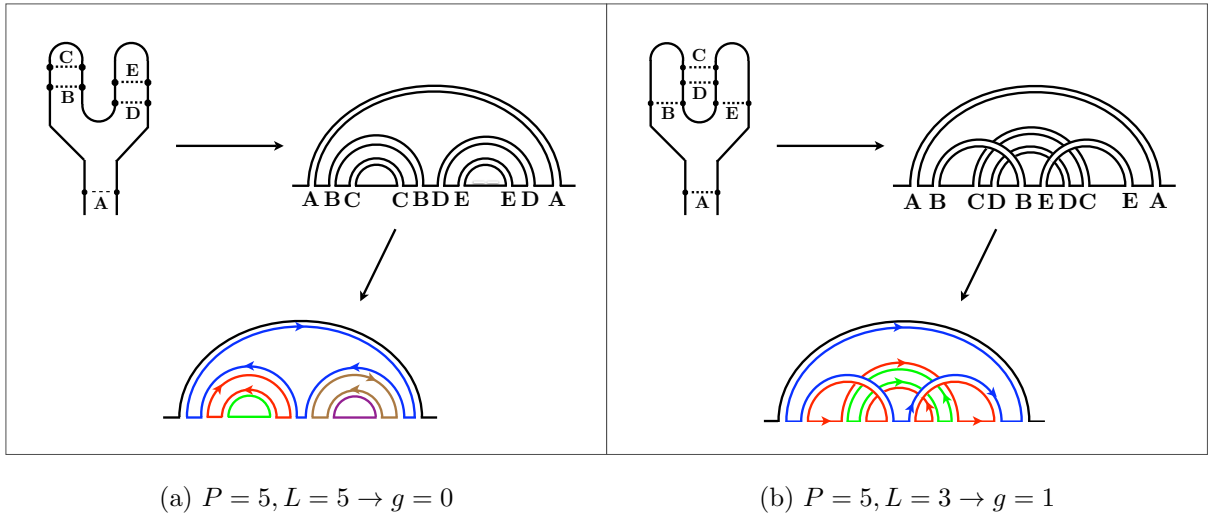 C
E
B
D
A
A B C C B D E E D A
C
D
B E
A
A B C D B E D C E A
(a) P = 5, L = 5 → g = 0
(b) P = 5, L = 3 → g = 1